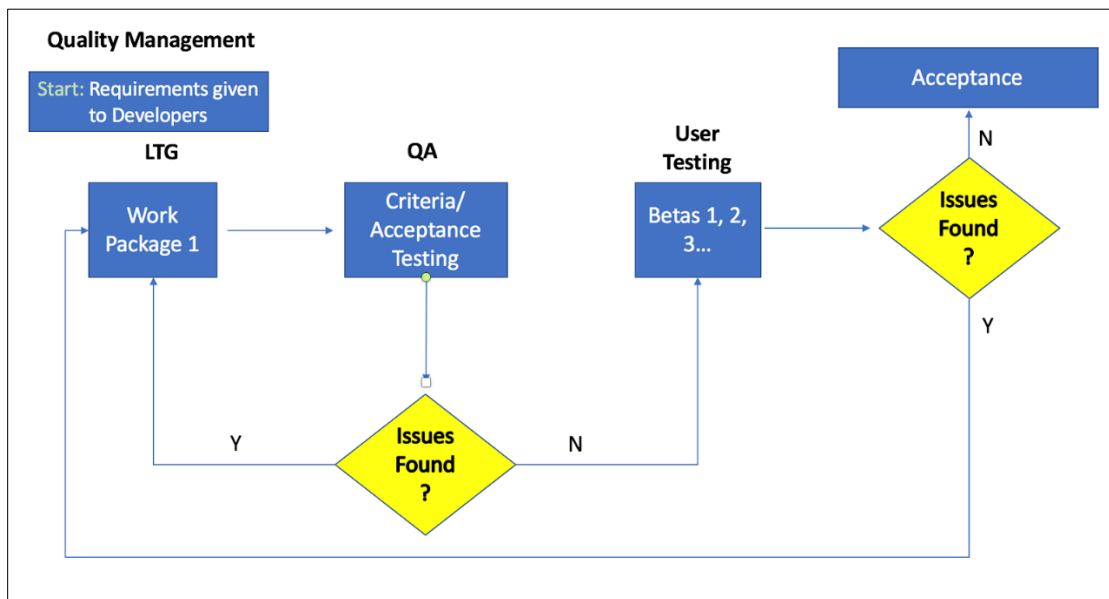 Quality Management
Start: Requirements given
to Developers
Acceptance
LTG
QA
User
Testing
N
Work
Package 1
Criteria/
Acceptance
Testing
Betas 1, 2,
3...
Issues
Found
?
Y
Issues
Found
?
Y
N